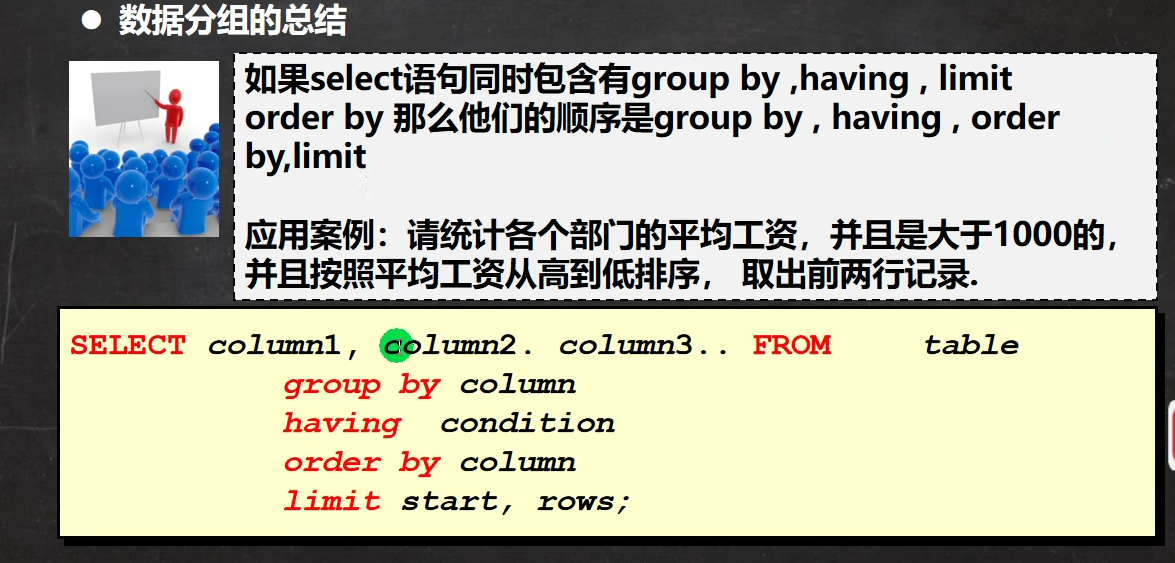 数据分组的总结
如果select语句同时包含有group by ,having , limit
order by 那么他们的顺序是group by , having , order
by,limit
应用案例：请统计各个部门的平均工资，并且是大于1000的，
并且按照平均工资从高到低排序， 取出前两行记录.
SELECT column1, column2. column3.. FROM table
group by column
having condition
order by column
limit start, rows;